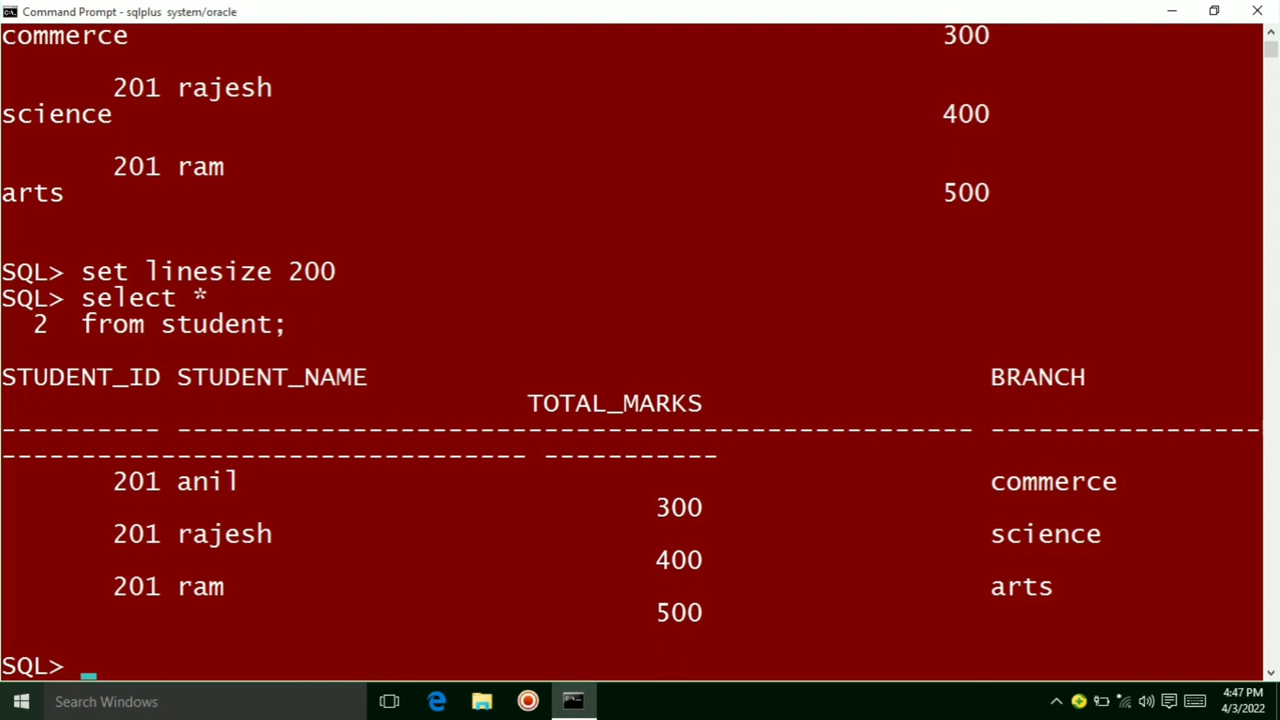 Command Prompt - sqlplus system/oracle
commerce 300
201 rajesh
science 400
201 ram
arts 500
SQL> set linesize 200
SQL> select *
2 from student;
STUDENT_ID STUDENT_NAME BRANCH
TOTAL_MARKS
---------- -------------------------------------------------- -----------------
--------------------------------- -----------
201 anil commerce
300
201 rajesh science
400
201 ram arts
500
SQL>
Search Windows
4:47 PM
4/3/2022